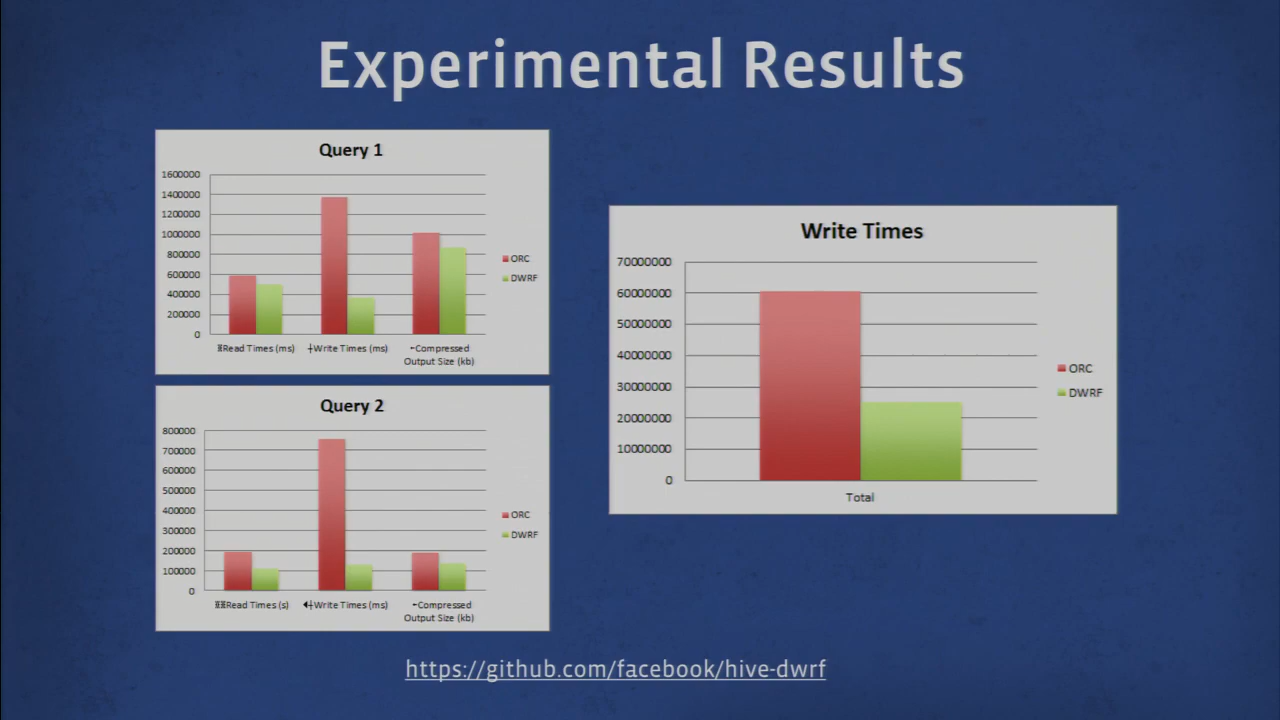 Experimental Results
Query 1
1600000
1400000
1200000
1000000
800000
600000
400000
200000
0
Read Times (ms)
Write Times (ms)
Compressed
Output Size (kb)
ORC
DWRF
Query 2
800000
700000
600000
500000
400000
300000
200000
100000
0
Read Times (s)
Write Times (ms)
Compressed
Output Size (kb)
ORC
DWRF
Write Times
70000000
60000000
50000000
40000000
30000000
20000000
10000000
0
Total
ORC
DWRF
https://github.com/facebook/hive-dwrf